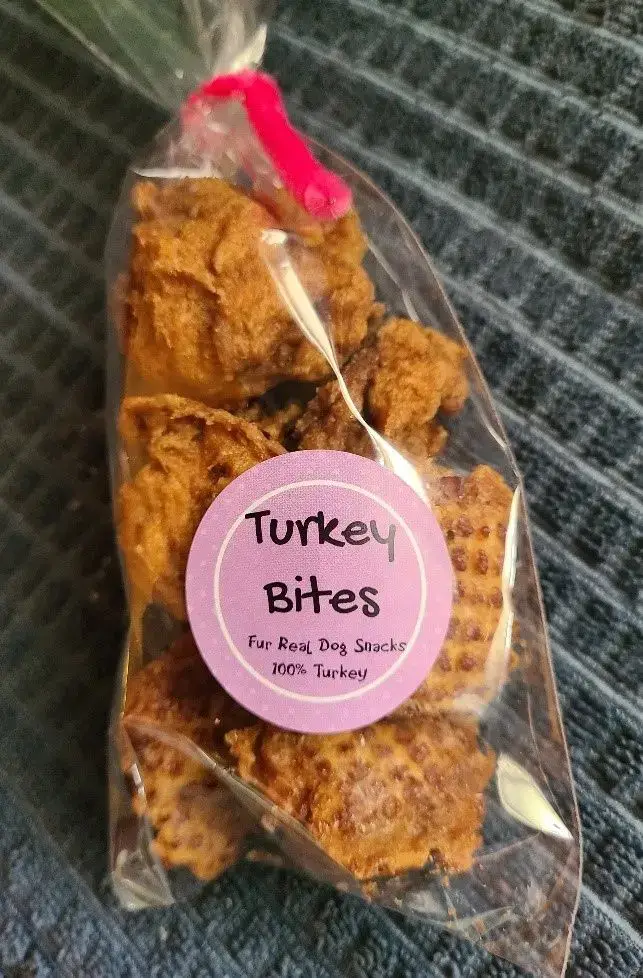 Turkey
Bites
Fur Real Dog Snacks
100% Turkey